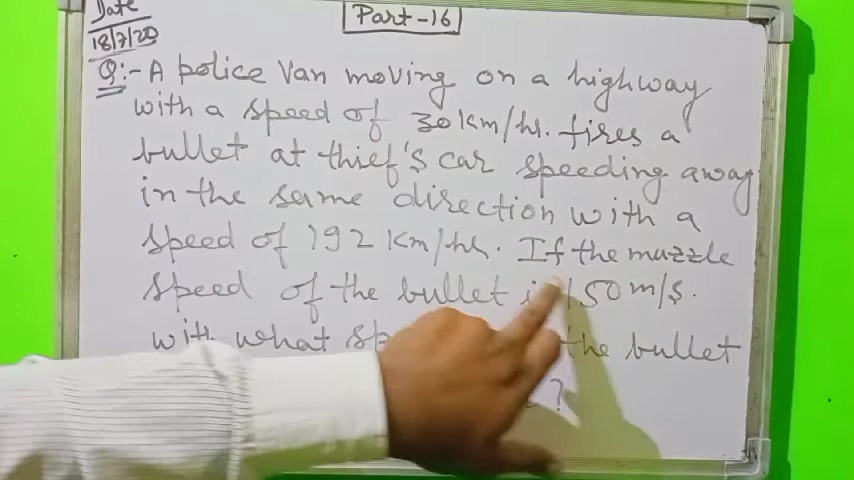 Date
18/7/20
Part-16
Q:- A police Van moving on a highway
with a speed of 30 km/hr. fires a
bullet at thief's car speeding away
in the same direction with a
speed of 192 km/hr. If the muzzle
speed of the bullet is 150 m/s.
with what the bullet
?